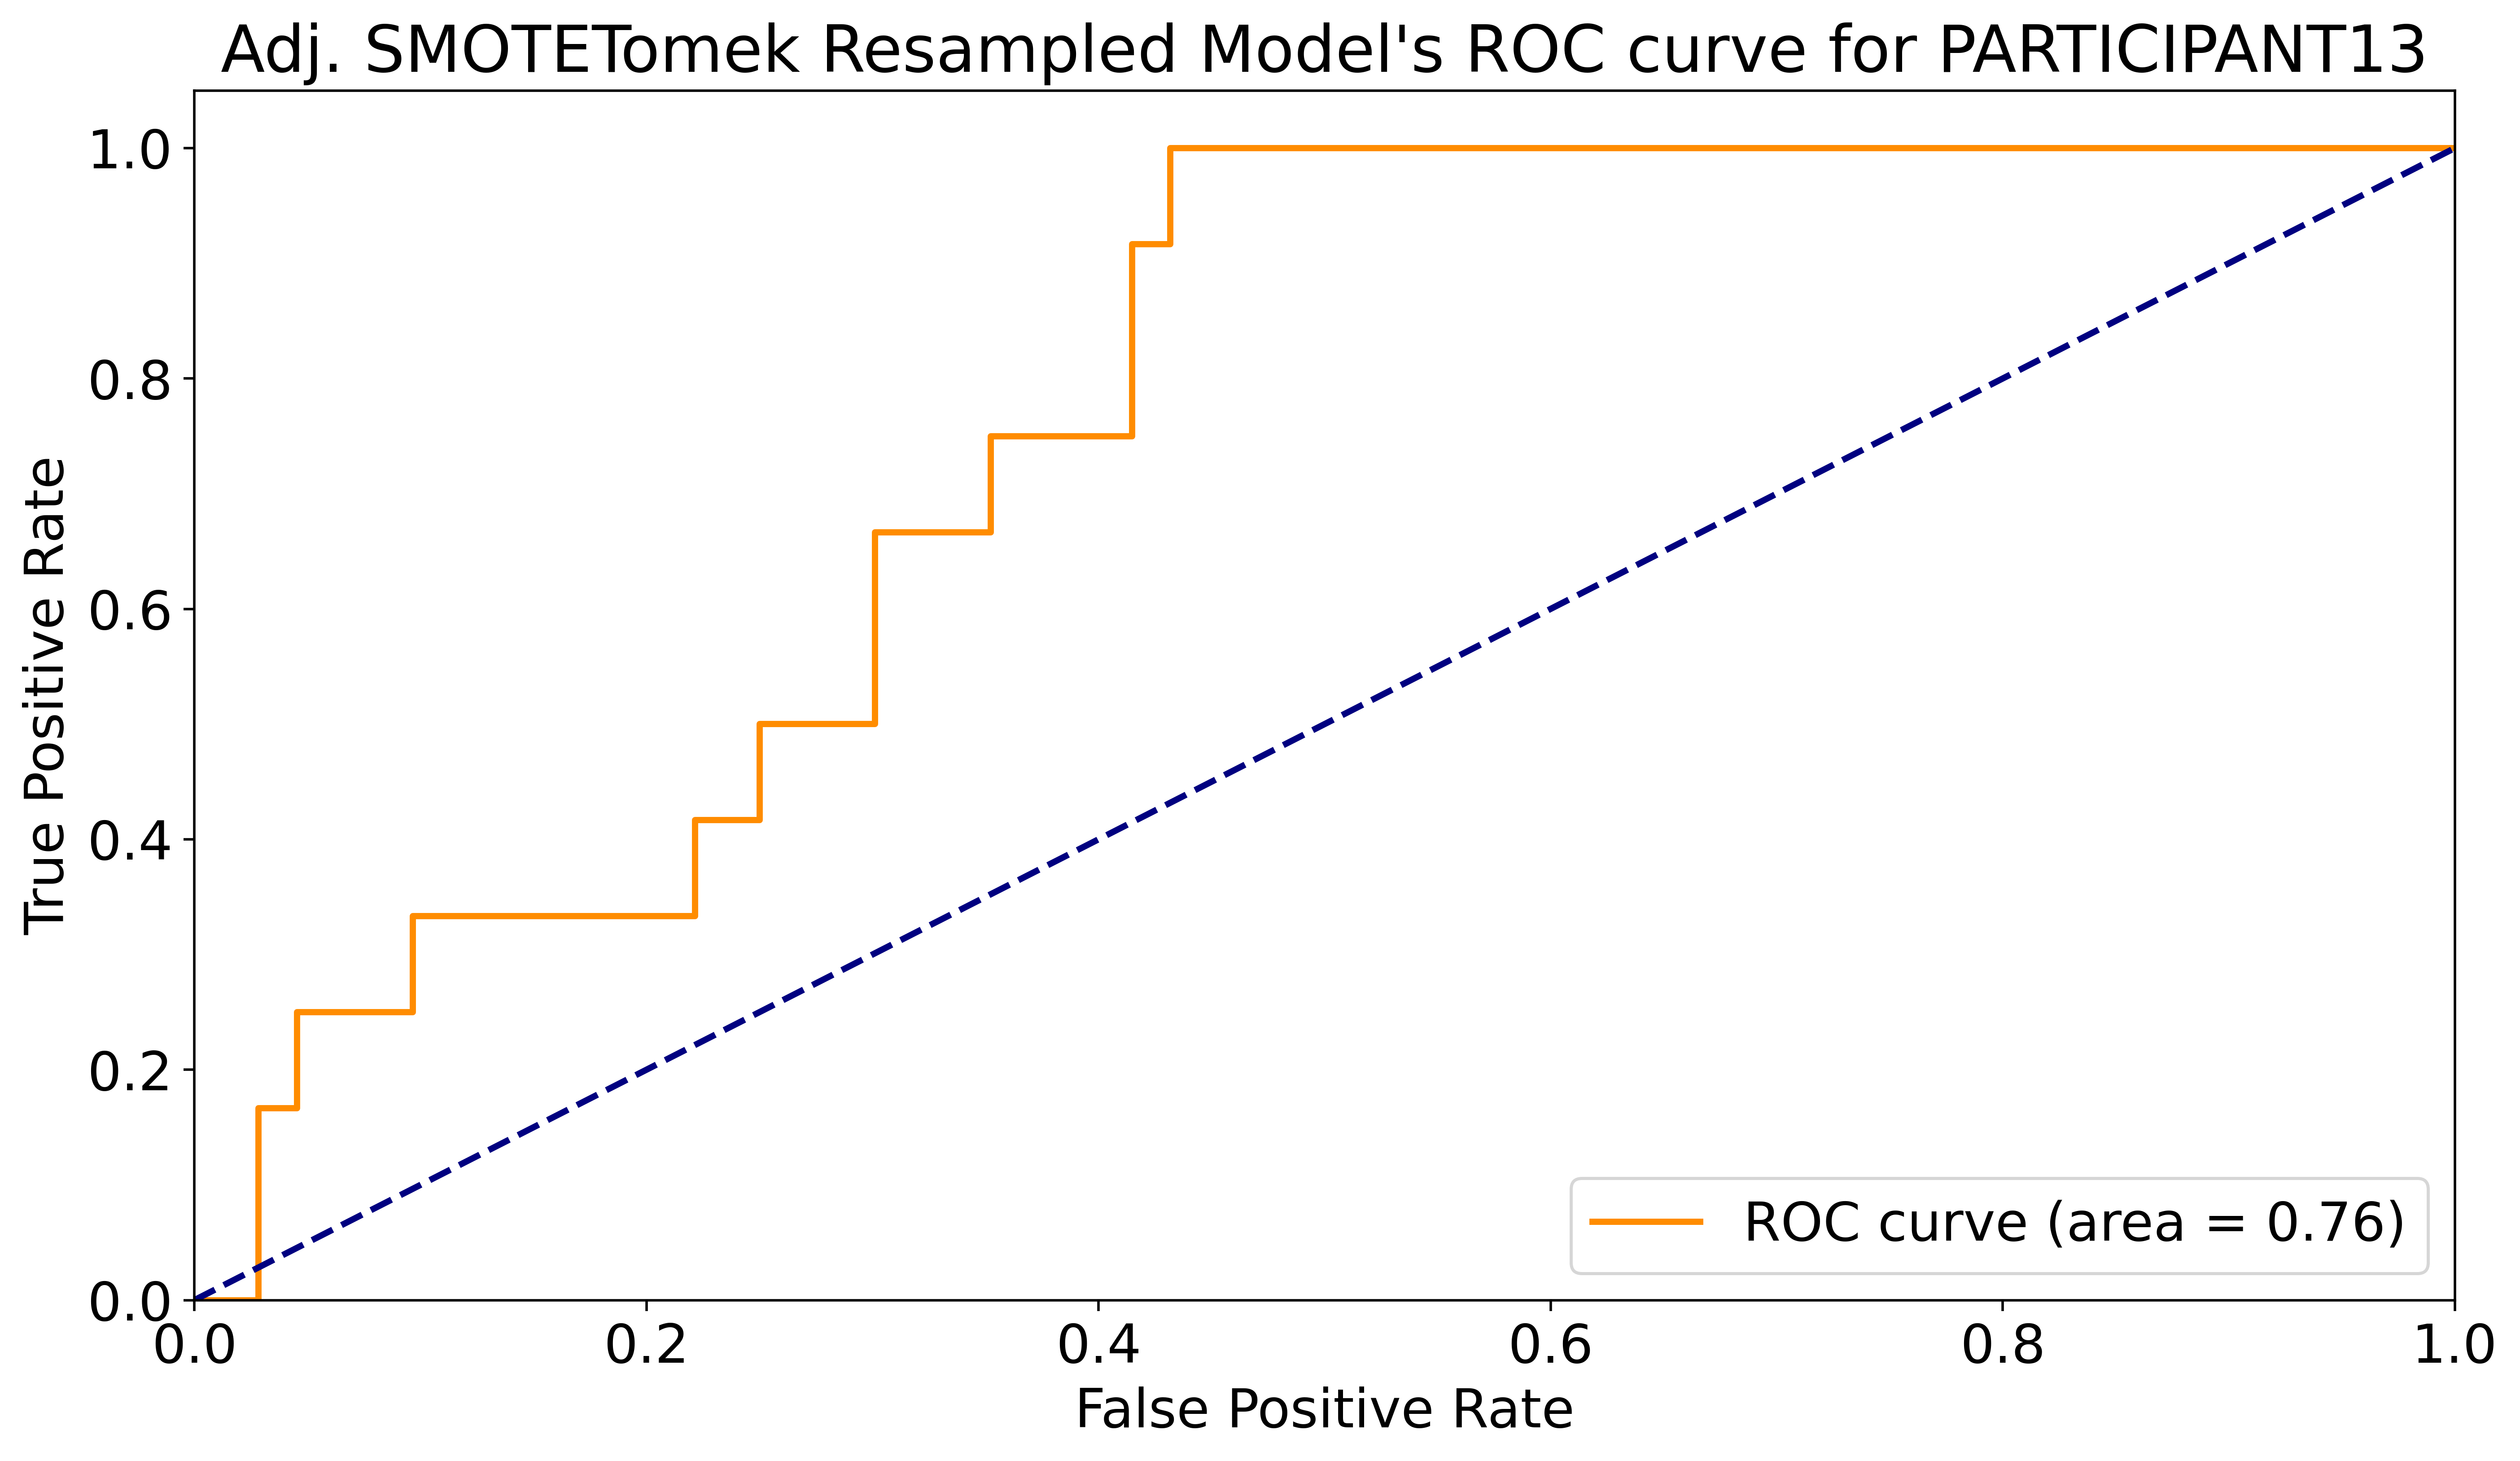 Adj. SMOTETomek Resampled Model's ROC curve for PARTICIPANT13
True Positive Rate
1.0
0.8
0.6
0.4
0.2
0.0
ROC curve (area = 0.76)
0.0 0.2 0.4 0.6 0.8 1.0
False Positive Rate